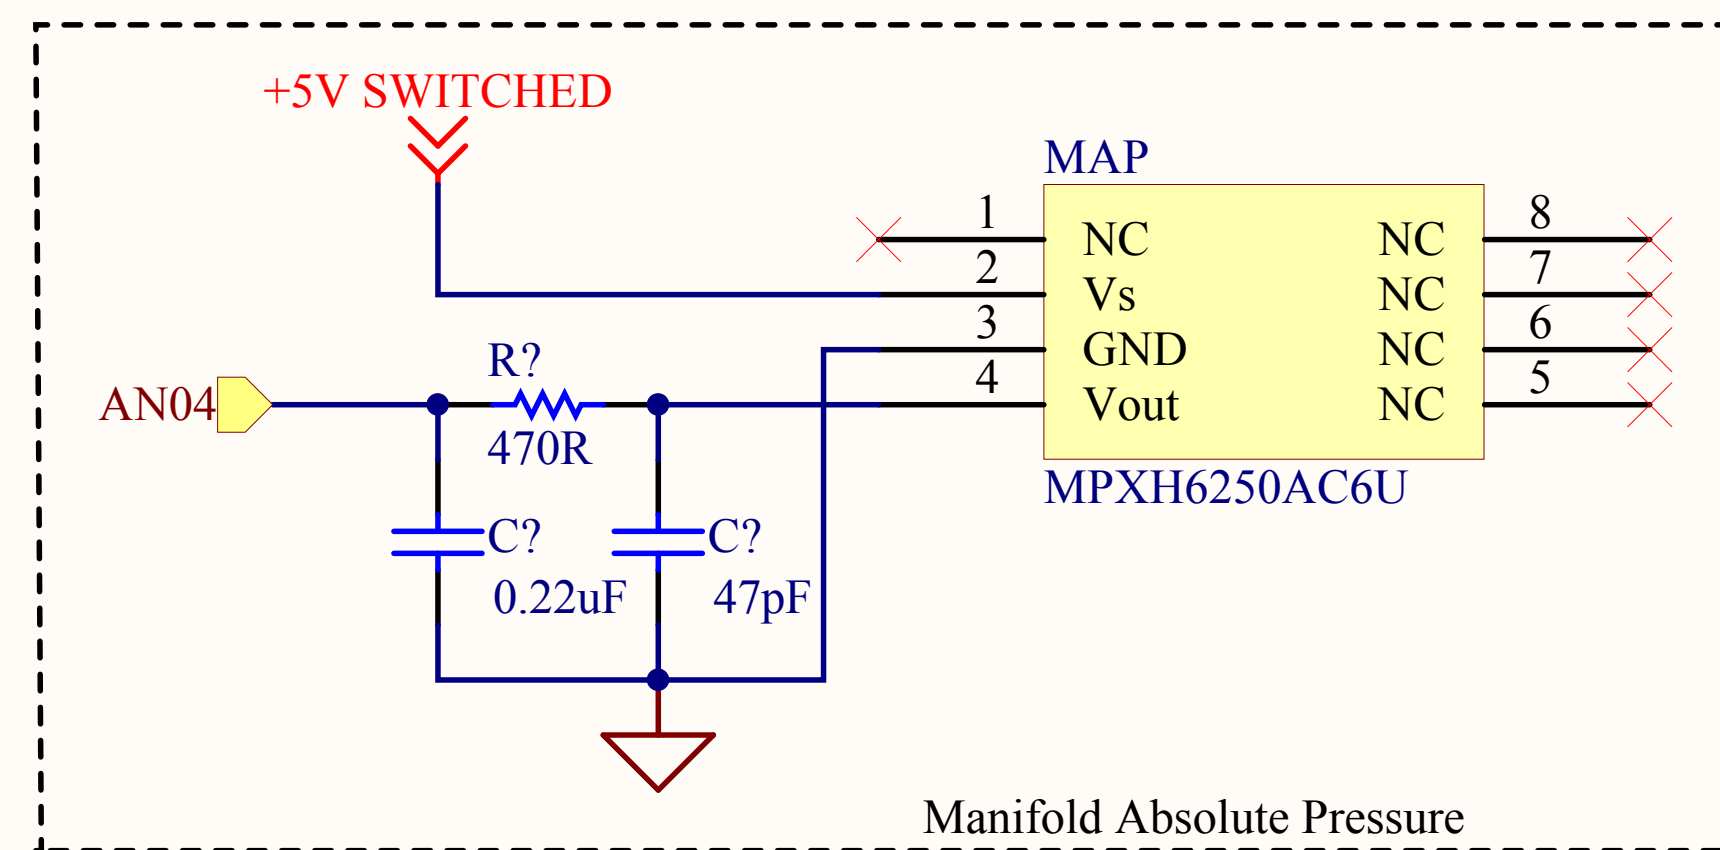 +5V SWITCHED
MAP
1 NC NC 8
2 Vs NC 7
3 GND NC 6
4 Vout NC 5
MPXH6250AC6U
AN04
R?
470R
C?
0.22uF
C?
47pF
Manifold Absolute Pressure